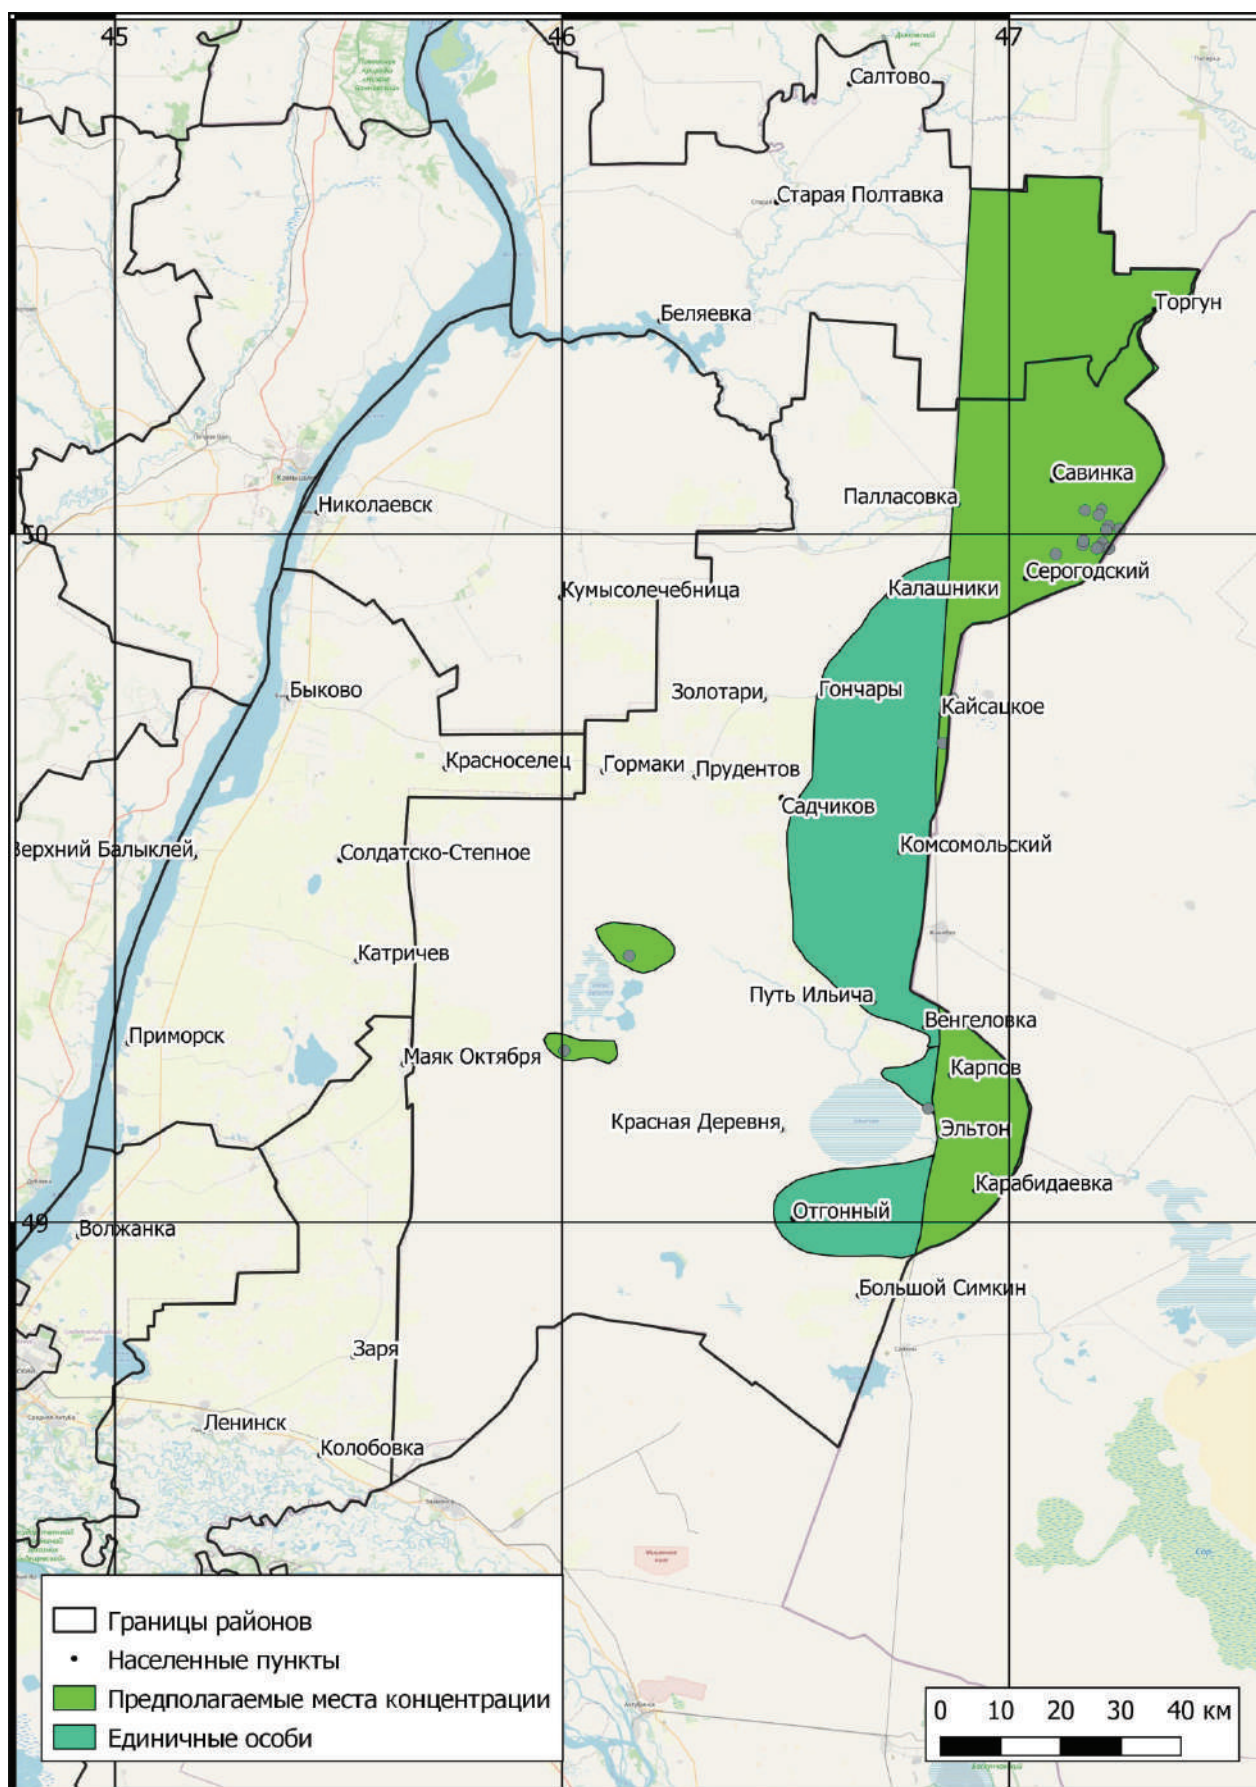 45
46
47
Салтово
Старая Полтавка
Торгун
Беляевка
Савинка
Палласовка
Николаевск
50
Серогодский
Кумысолечебница
Калашники
Быково
Золотари
Гончары
Кайсацкое
Красноселец
Гормаки
Прудентов
Садчиков
Верхний Балыклей
Солдатско-Степное
Комсомольский
Катричев
Путь Ильича
Венгеловка
Приморск
Маяк Октября
Карпов
Красная Деревня
Эльтон
Карабидаевка
Отгонный
49
Волжанка
Большой Симкин
Заря
Ленинск
Колобовка
Границы районов
Населенные пункты
Предполагаемые места концентрации
Единичные особи
0 10 20 30 40 км